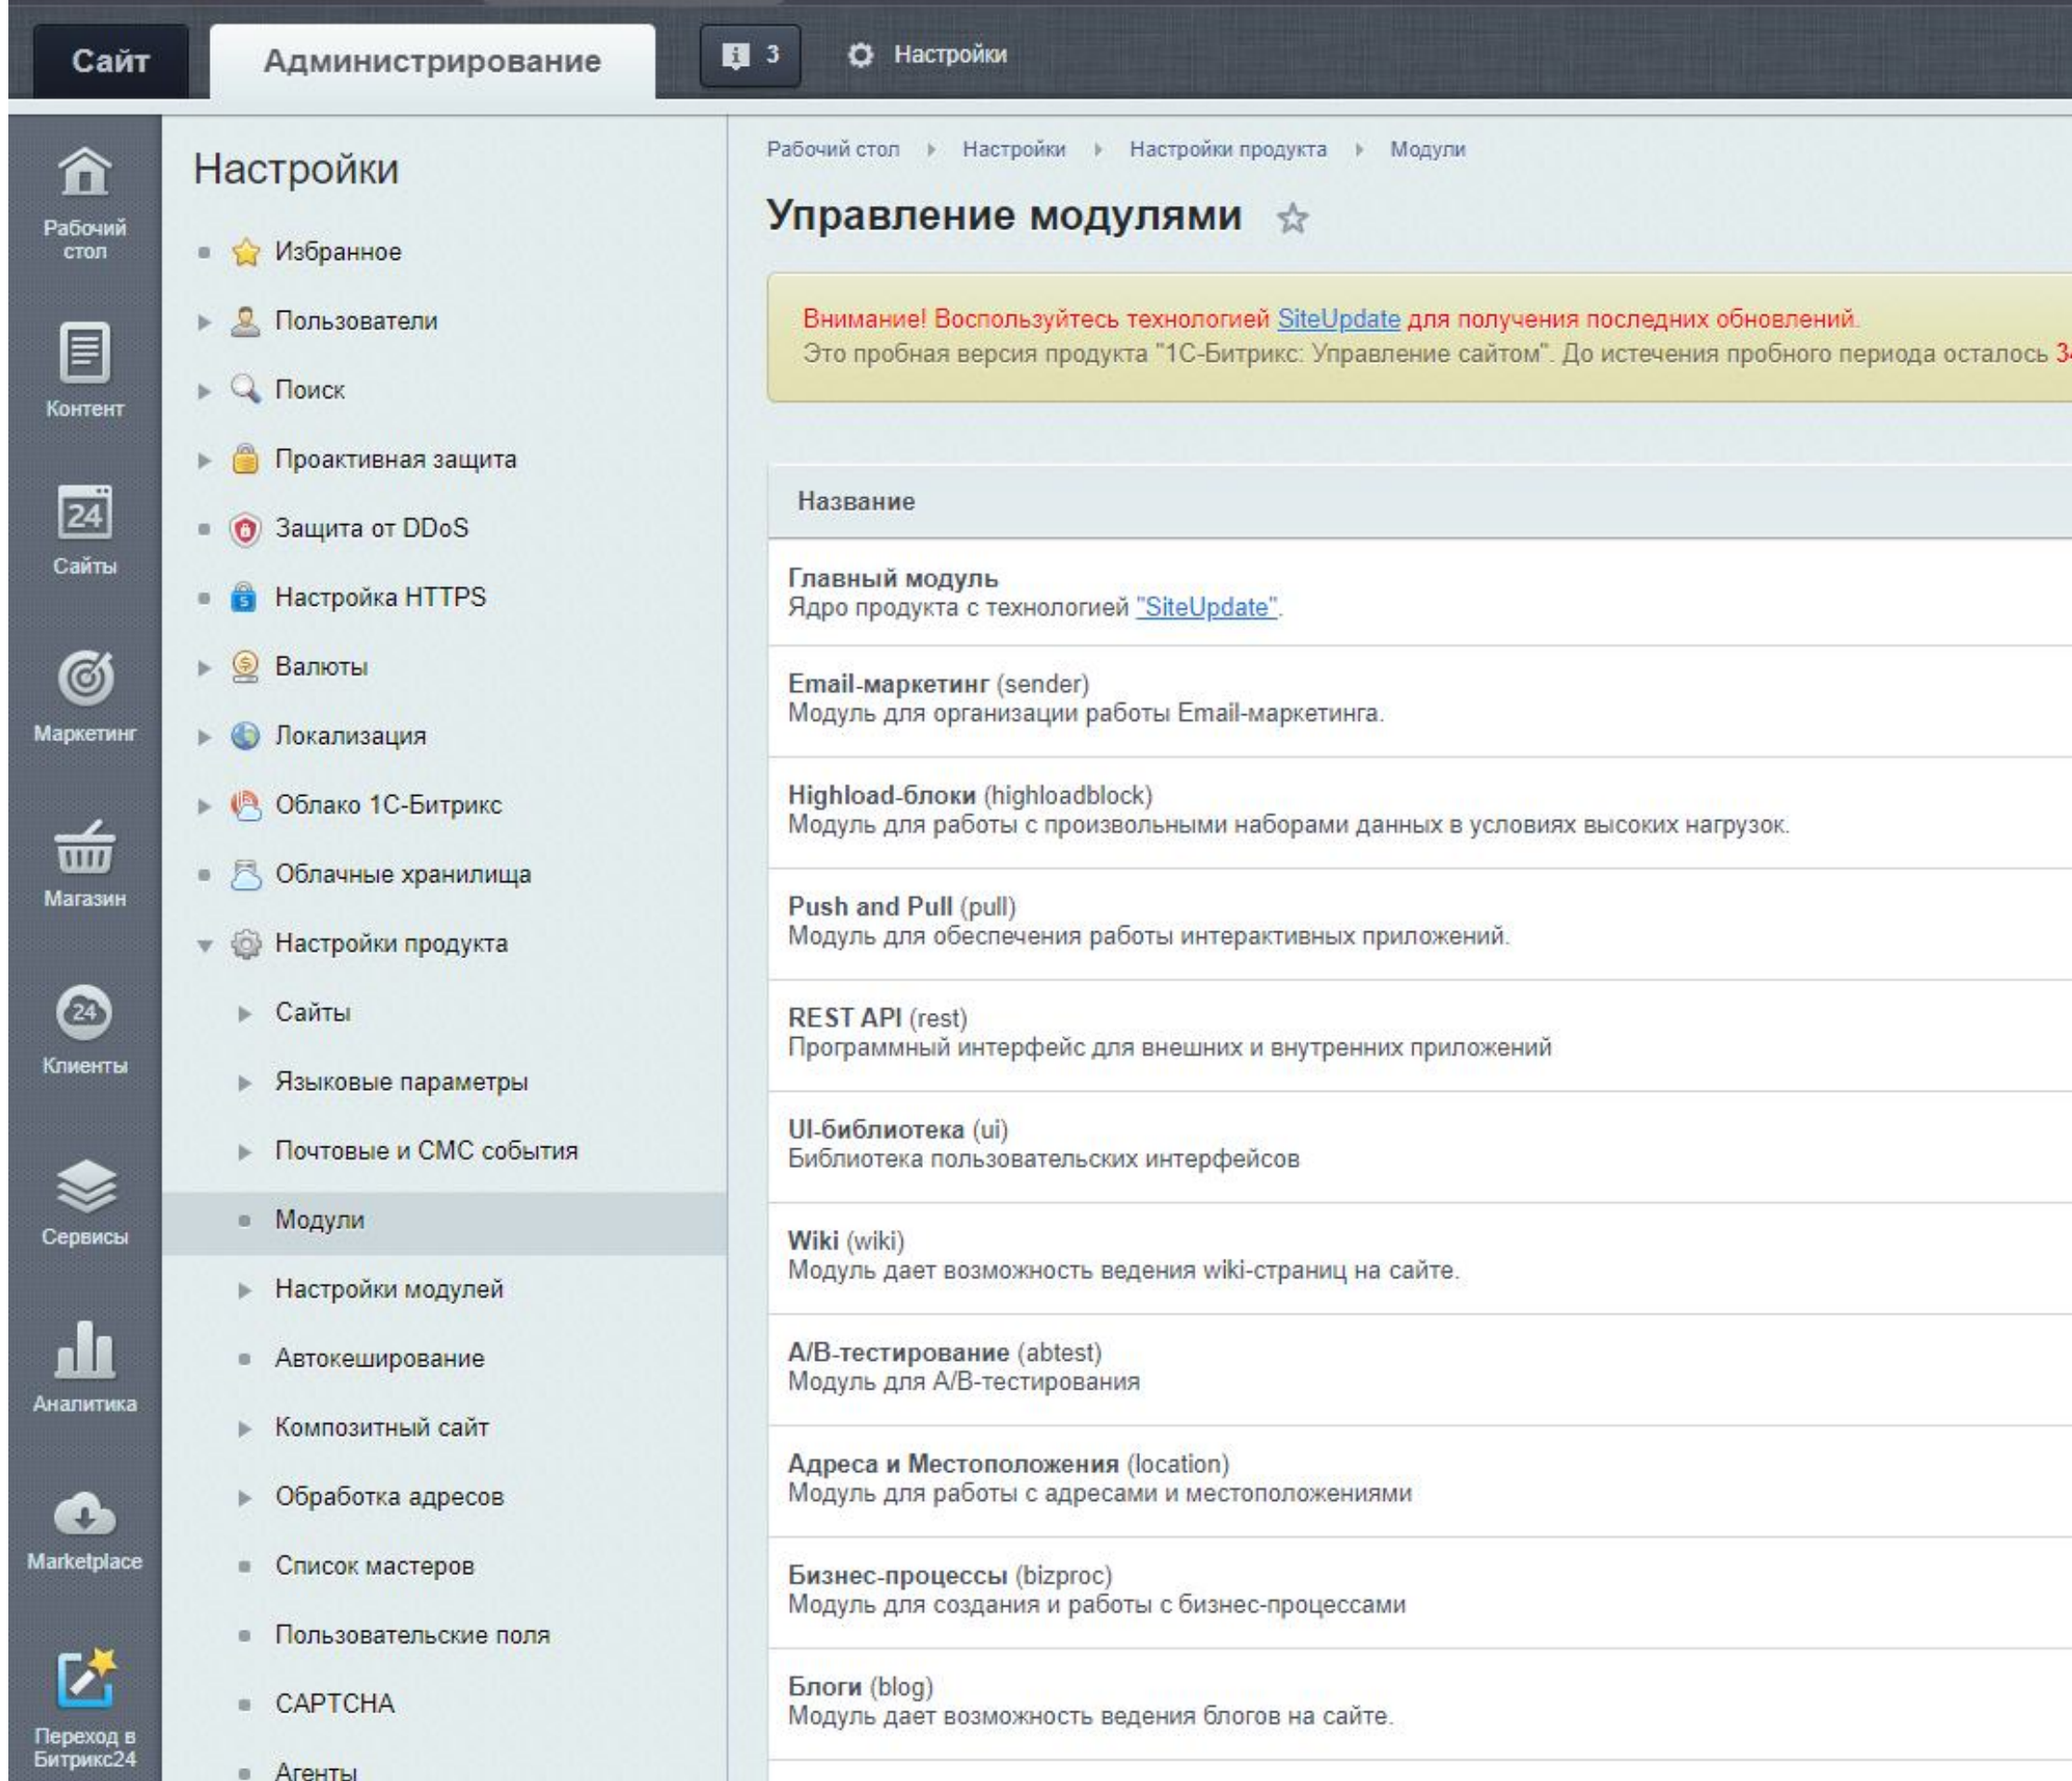 Сайт
Администрирование
3
Настройки
Рабочий стол
Контент
24
Сайты
Маркетинг
Магазин
24
Клиенты
Сервисы
Аналитика
Marketplace
Переход в
Битрикс24
Настройки
Избранное
Пользователи
Поиск
Проактивная защита
Защита от DDoS
Настройка HTTPS
Валюты
Локализация
Облако 1С-Битрикс
Облачные хранилища
Настройки продукта
Сайты
Языковые параметры
Почтовые и СМС события
Модули
Настройки модулей
Автокеширование
Композитный сайт
Обработка адресов
Список мастеров
Пользовательские поля
CAPTCHA
Агенты
Рабочий стол Настройки Настройки продукта Модули
Управление модулями
Внимание! Воспользуйтесь технологией SiteUpdate для получения последних обновлений.
Это пробная версия продукта "1С-Битрикс: Управление сайтом". До истечения пробного периода осталось
Название
Главный модуль
Ядро продукта с технологией "SiteUpdate".
Email-маркетинг (sender)
Модуль для организации работы Email-маркетинга.
Highload-блоки (highloadblock)
Модуль для работы с произвольными наборами данных в условиях высоких нагрузок.
Push and Pull (pull)
Модуль для обеспечения работы интерактивных приложений.
REST API (rest)
Программный интерфейс для внешних и внутренних приложений
UI-библиотека (ui)
Библиотека пользовательских интерфейсов
Wiki (wiki)
Модуль дает возможность ведения wiki-страниц на сайте.
A/B-тестирование (abtest)
Модуль для A/B-тестирования
Адреса и Местоположения (location)
Модуль для работы с адресами и местоположениями
Бизнес-процессы (bizproc)
Модуль для создания и работы с бизнес-процессами
Блоги (blog)
Модуль дает возможность ведения блогов на сайте.